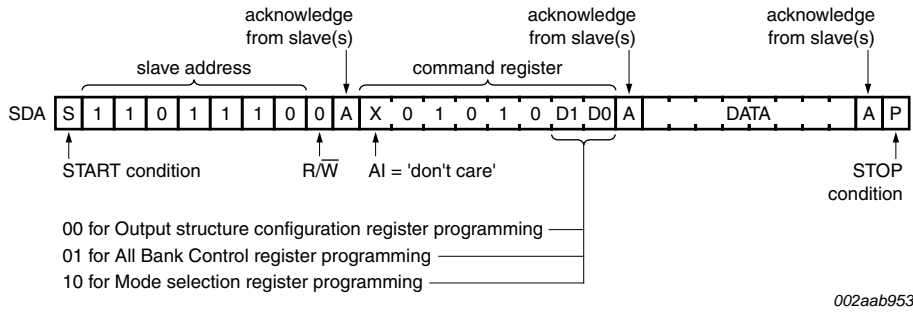 acknowledge from slave(s)
acknowledge from slave(s)
acknowledge from slave(s)
slave address
command register
SDA S 1 1 0 1 1 1 0 0 A X 0 1 0 1 0 D1 D0 A DATA A P
START condition
R/W̅
AI = 'don't care'
STOP condition
00 for Output structure configuration register programming
01 for All Bank Control register programming
10 for Mode selection register programming
002aab953